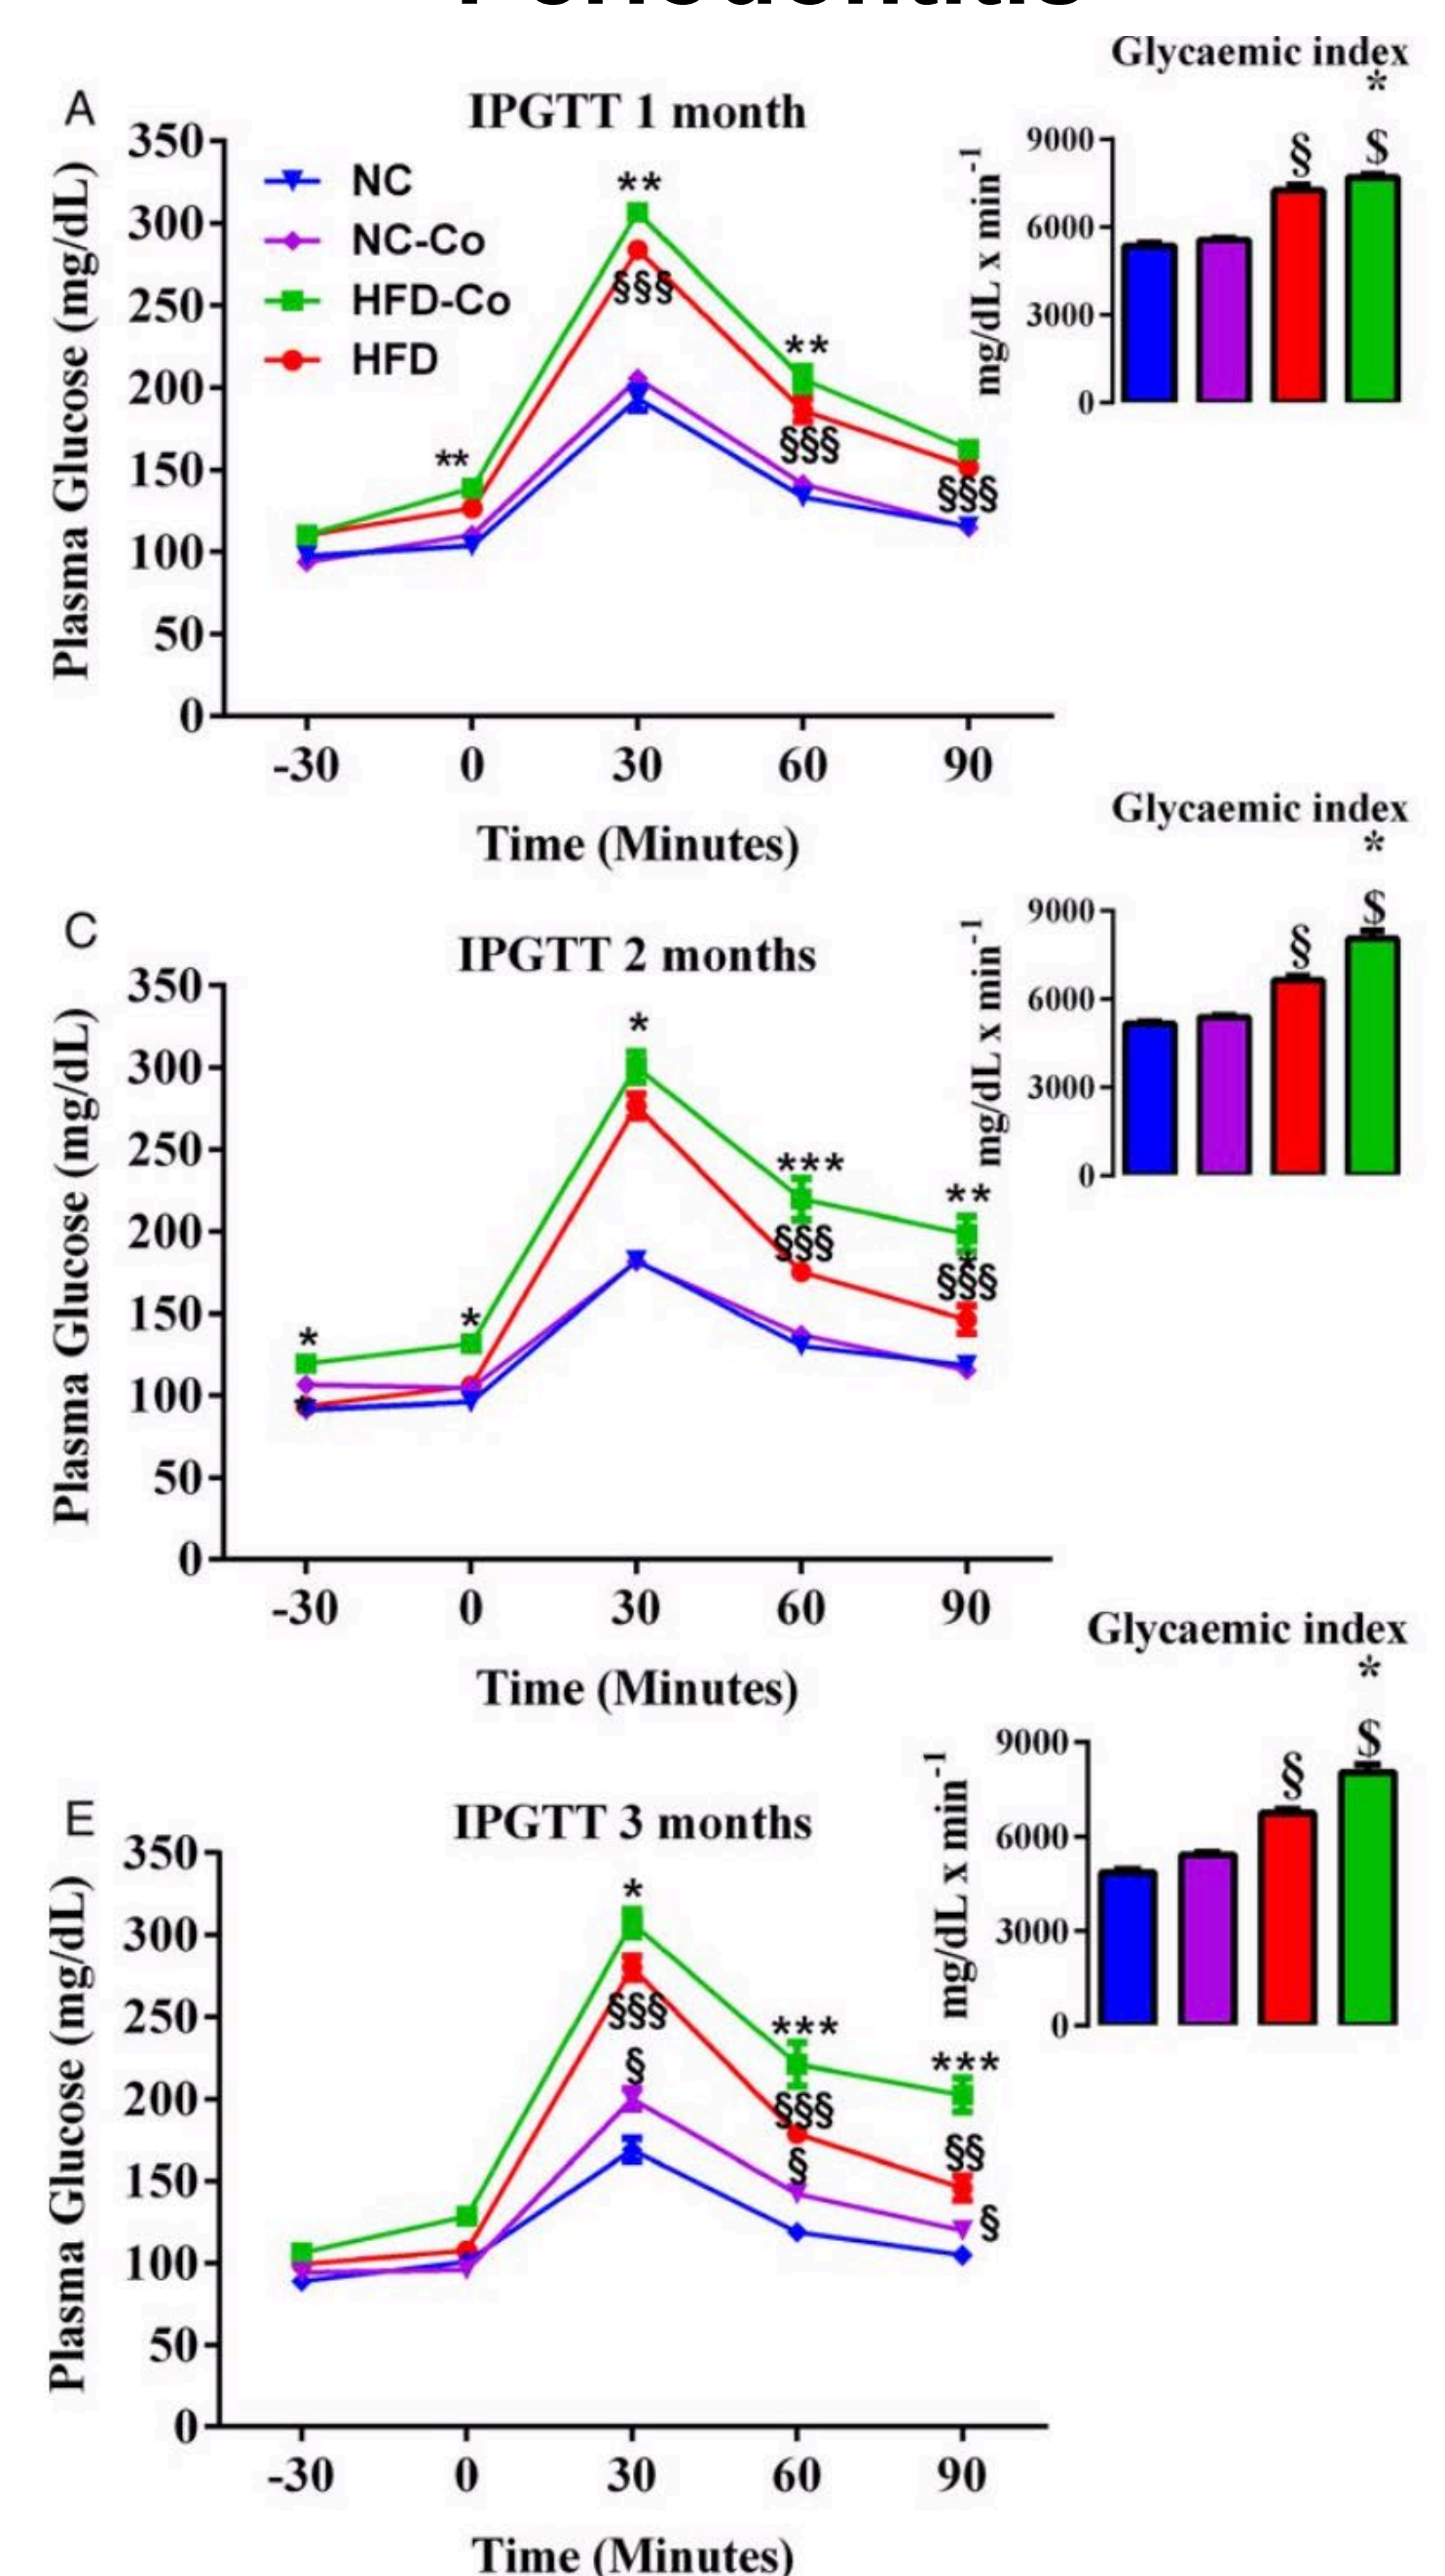 Periodontitis
Glycaemic index
*
A
IPGTT 1 month
350
300
250
200
150
100
50
0
Plasma Glucose (mg/dL)
NC
NC-Co
HFD-Co
HFD
**
**
§§§
**
§§§
§§§
-30 0 30 60 90
Time (Minutes)
mg/dL x min-1
9000
6000
3000
0
§ $
Glycaemic index
*
C
IPGTT 2 months
350
300
250
200
150
100
50
0
Plasma Glucose (mg/dL)
*
*
*
*
***
§§§
**
§§§
-30 0 30 60 90
Time (Minutes)
mg/dL x min-1
9000
6000
3000
0
§ $
Glycaemic index
*
E
IPGTT 3 months
350
300
250
200
150
100
50
0
Plasma Glucose (mg/dL)
*
§§§
§
***
§§§
§
***
§§
§
-30 0 30 60 90
Time (Minutes)
mg/dL x min-1
9000
6000
3000
0
§ $